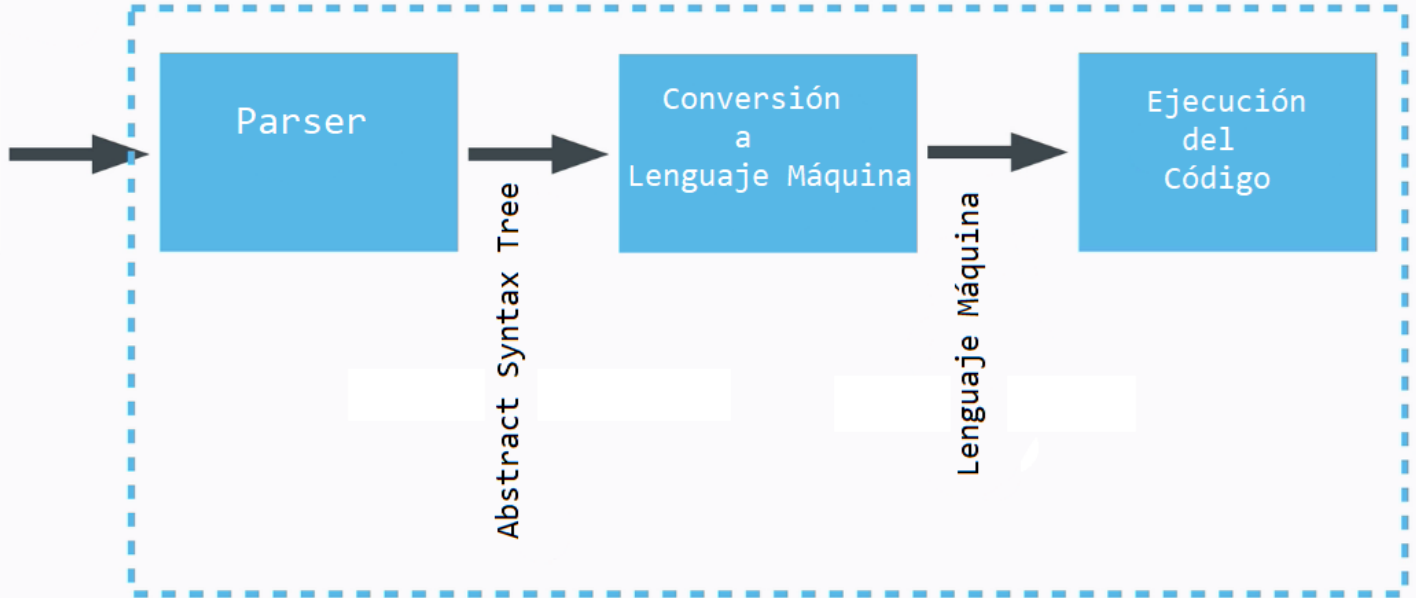 Parser
Conversión
a
Lenguaje Máquina
Ejecución
del
Código
Abstract Syntax Tree
Lenguaje Máquina